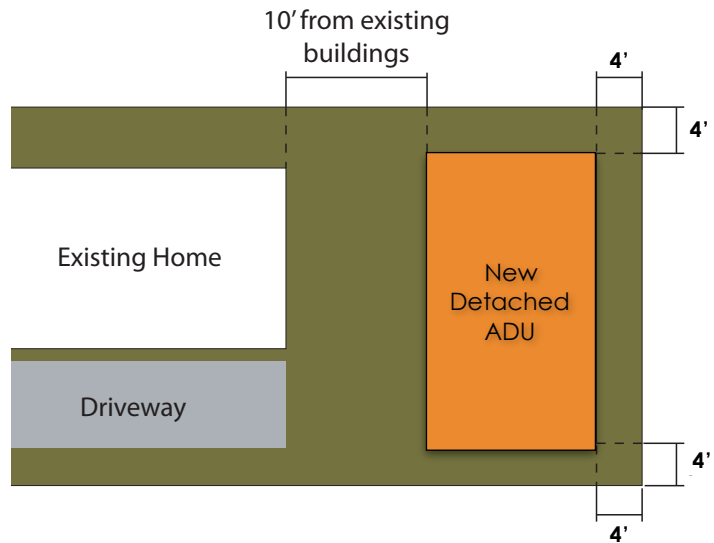 10’ from existing
buildings
4’
4’
Existing Home
New
Detached
ADU
Driveway
4’
4’